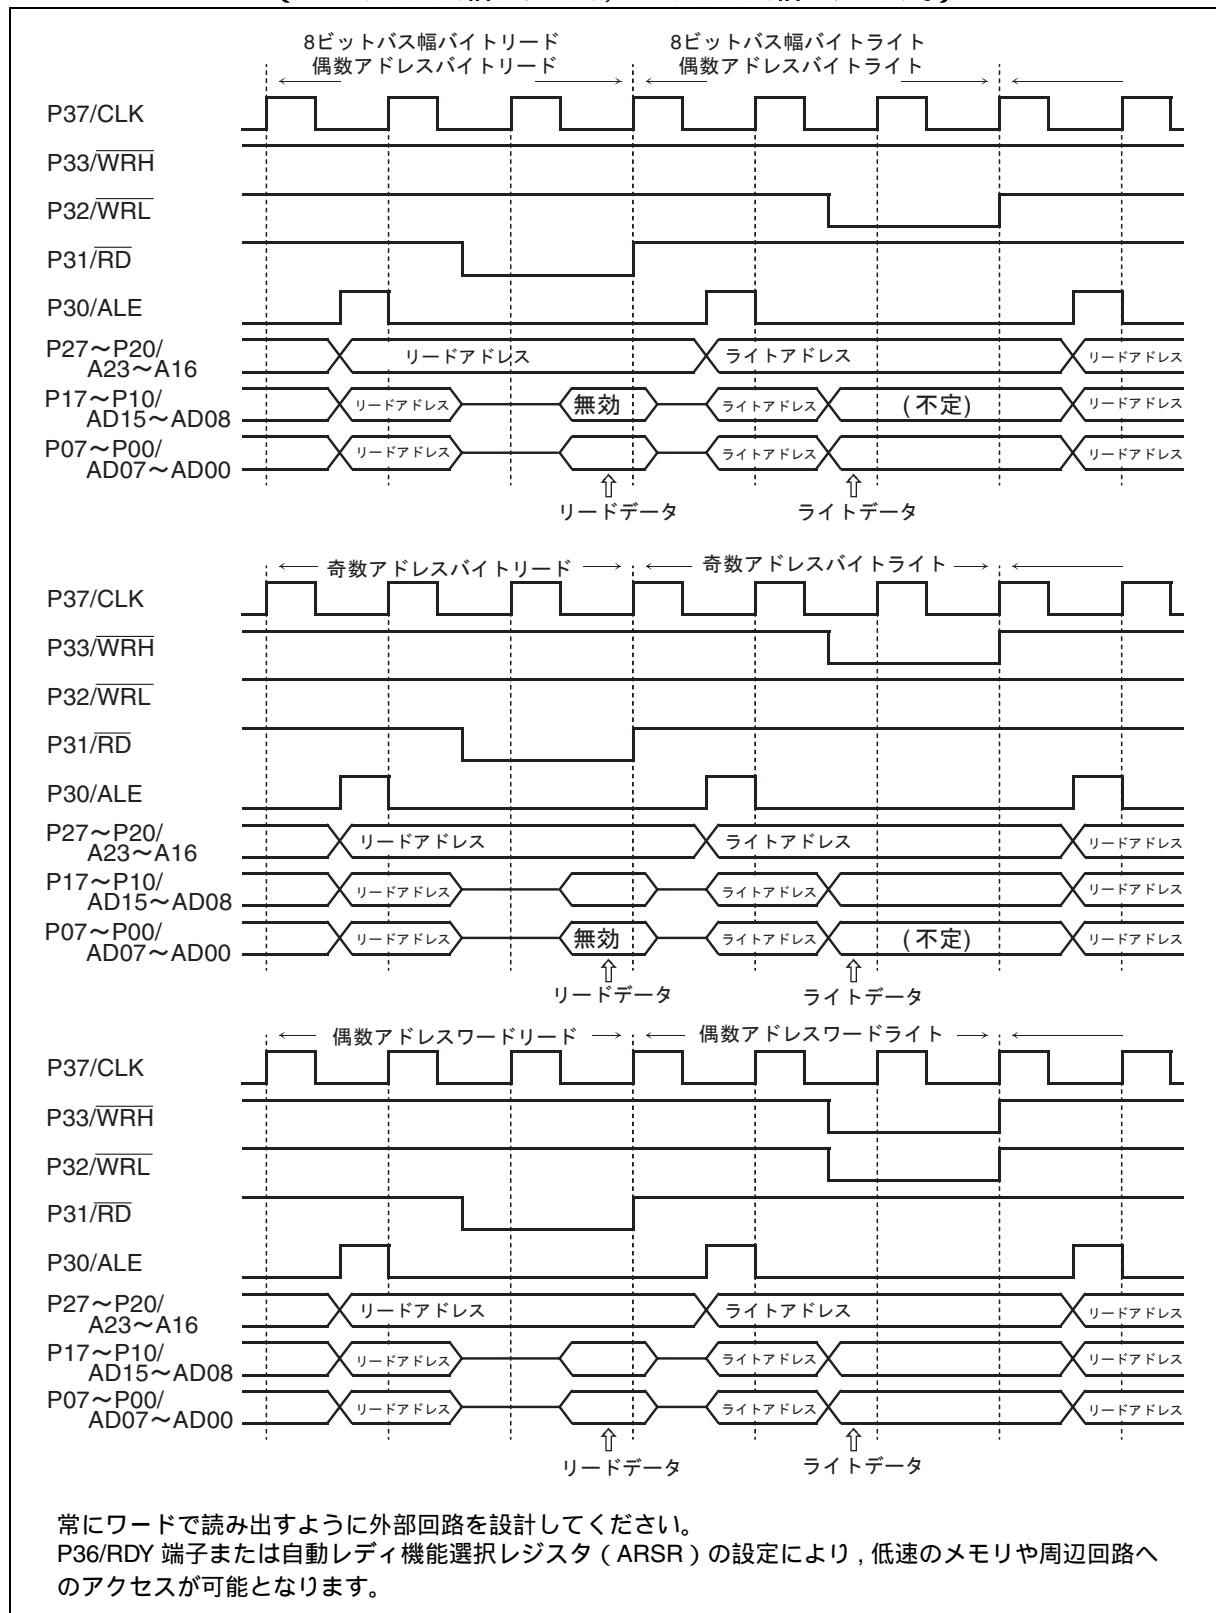 8ビットバス幅バイトリード 8ビットバス幅バイトライト
偶数アドレスバイトリード 偶数アドレスバイトライト
P37/CLK
P33/WRH
P32/WRL
P31/RD
P30/ALE
P27～P20/
A23～A16
リードアドレス ライトアドレス リードアドレス
P17～P10/
AD15～AD08
リードアドレス 無効 ライトアドレス (不定) リードアドレス
P07～P00/
AD07～AD00
リードアドレス ライトアドレス リードアドレス
リードデータ ライトデータ
奇数アドレスバイトリード 奇数アドレスバイトライト
P37/CLK
P33/WRH
P32/WRL
P31/RD
P30/ALE
P27～P20/
A23～A16
リードアドレス ライトアドレス リードアドレス
P17～P10/
AD15～AD08
リードアドレス ライトアドレス リードアドレス
P07～P00/
AD07～AD00
リードアドレス 無効 ライトアドレス (不定) リードアドレス
リードデータ ライトデータ
偶数アドレスワードリード 偶数アドレスワードライト
P37/CLK
P33/WRH
P32/WRL
P31/RD
P30/ALE
P27～P20/
A23～A16
リードアドレス ライトアドレス リードアドレス
P17～P10/
AD15～AD08
リードアドレス ライトアドレス リードアドレス
P07～P00/
AD07～AD00
リードアドレス ライトアドレス リードアドレス
リードデータ ライトデータ
常にワードで読み出すように外部回路を設計してください。
P36/RDY 端子または自動レディ機能選択レジスタ（ARSR）の設定により，低速のメモリや周辺回路へ
のアクセスが可能となります。